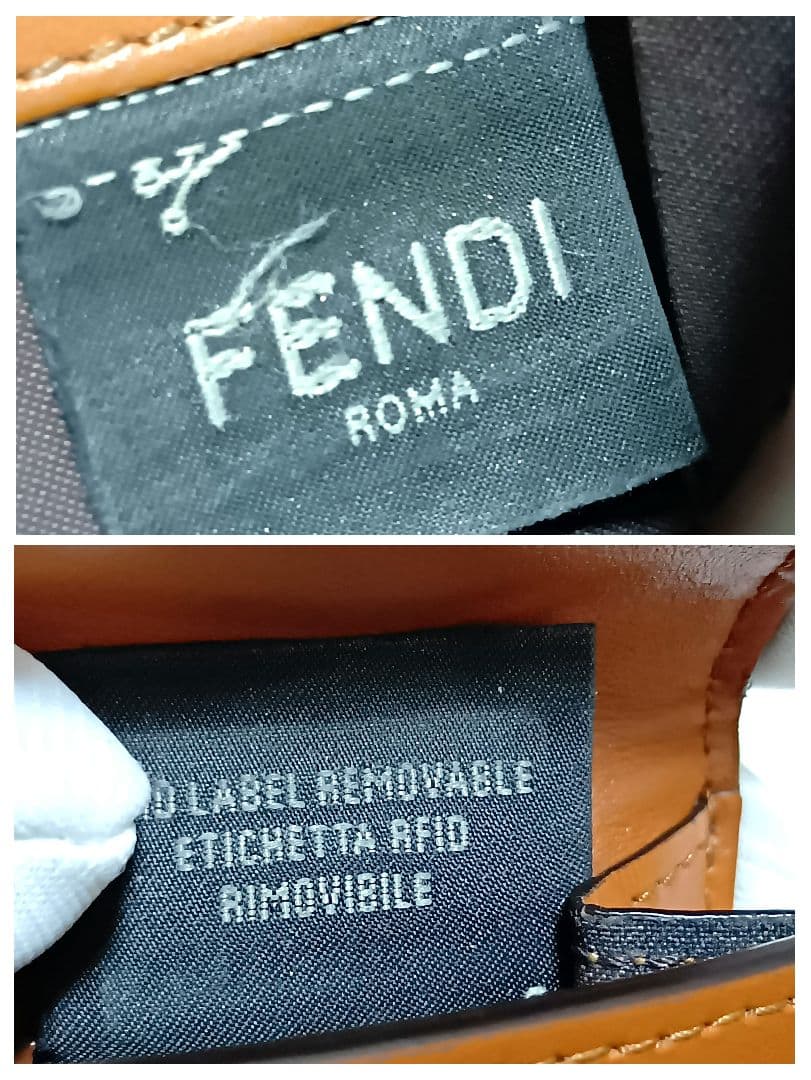 FENDI
ROMA
LABEL REMOVABLE
ETICHETTA RFID
RIMOVIBILE